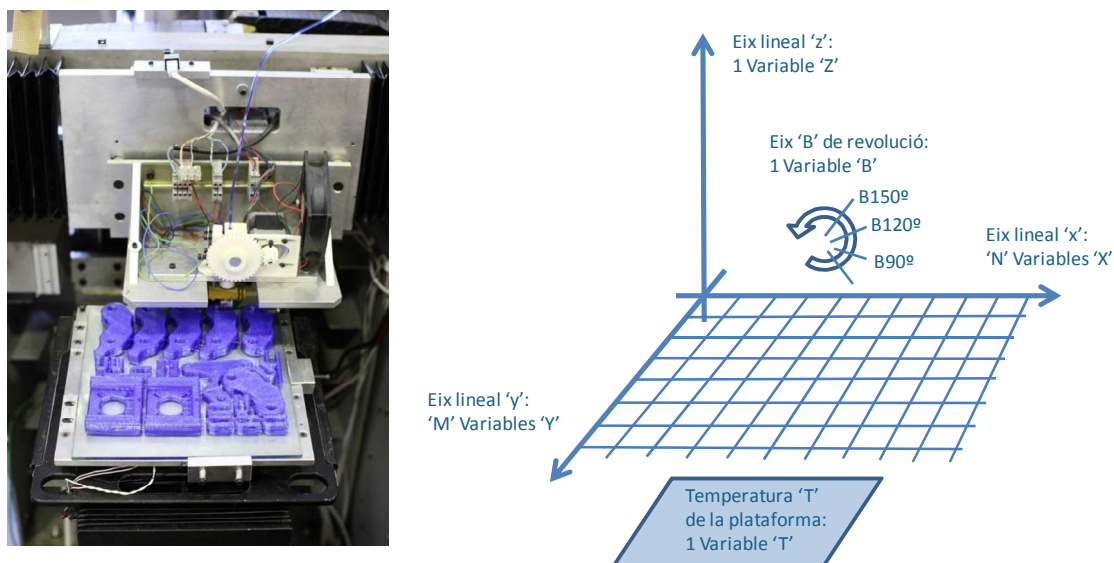 Eix lineal ‘z’:
1 Variable ‘Z’
Eix ‘B’ de revolució:
1 Variable ‘B’
B150º
B120º
B90º
Eix lineal ‘x’:
‘N’ Variables ‘X’
Eix lineal ‘y’:
‘M’ Variables ‘Y’
Temperatura ‘T’
de la plataforma:
1 Variable ‘T’